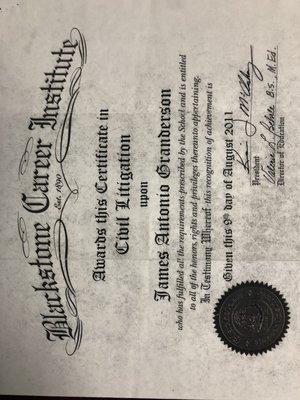 Blackstone Career Institute
Est. 1890
Awards this Certificate in
Civil Litigation
upon
James Antonio Granderson
who has fulfilled all the requirements prescribed by the School and is entitled
to all of the honors, rights and privileges thereunto appertaining.
In Testimony Whereof, this recognition of achievement is
Given this 9th day of August 2011
President
B.S., M.Ed.
Director of Education